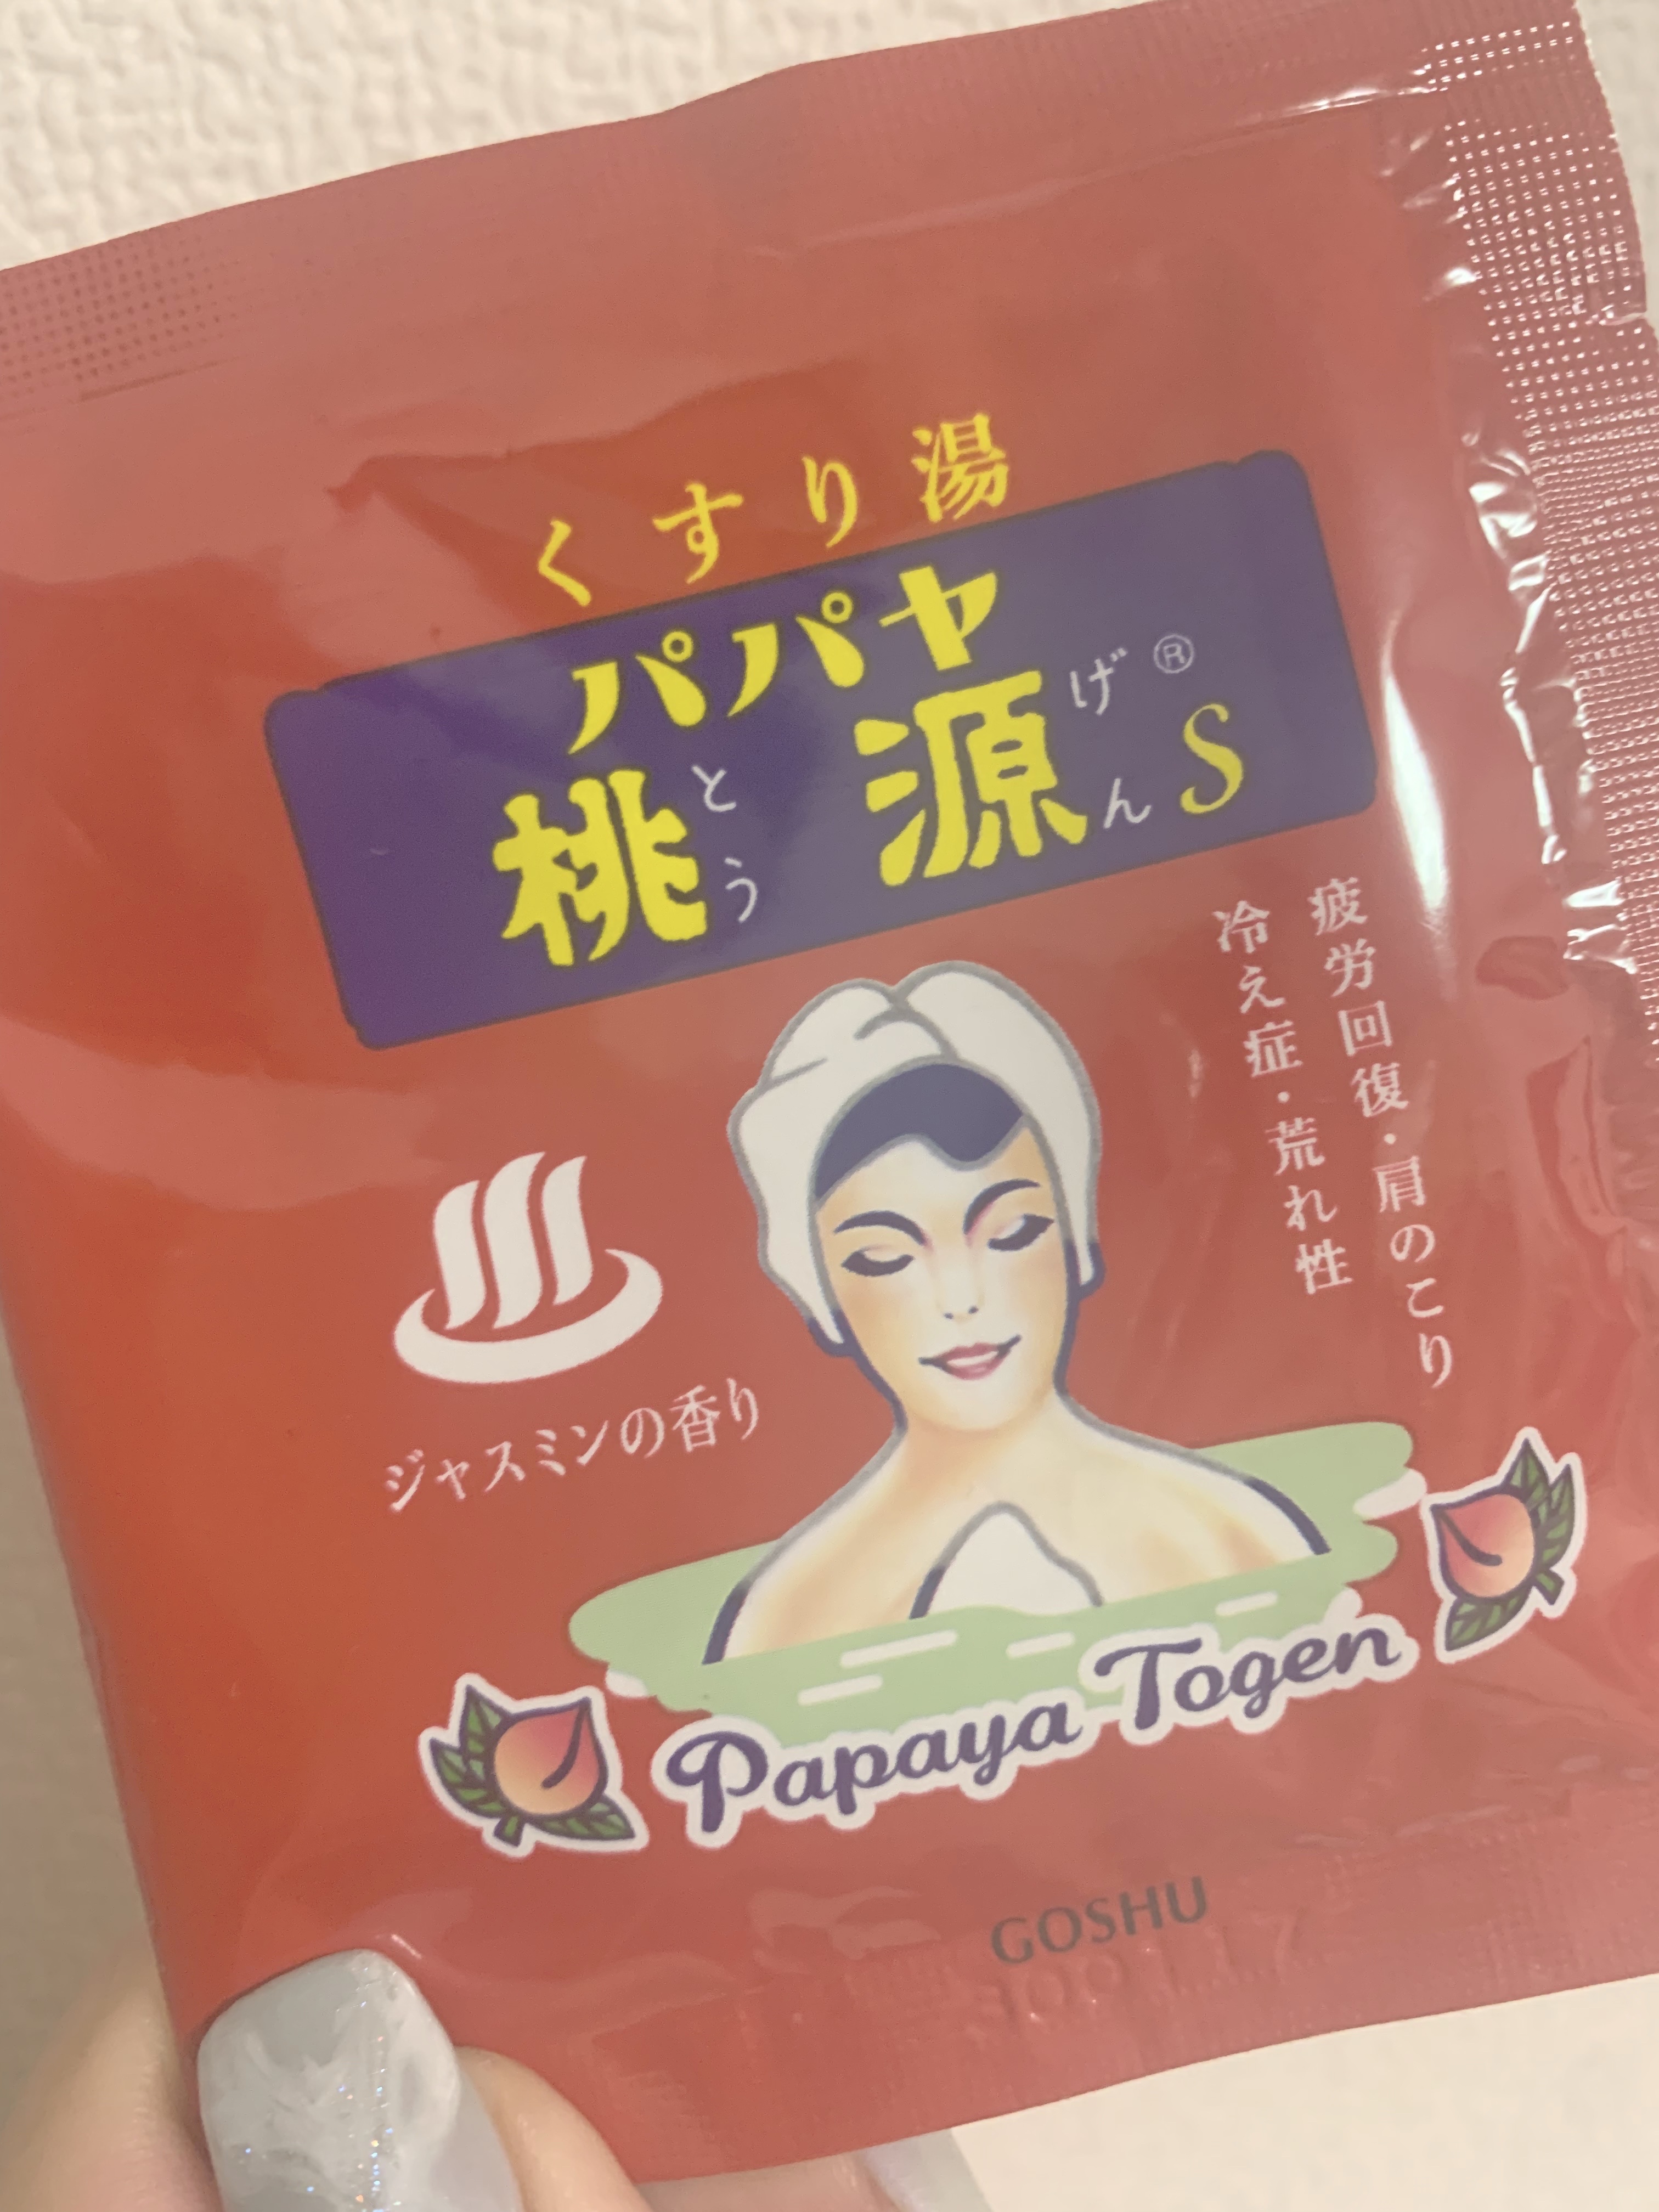 くすり湯
パパヤ
桃源S
とう
げん
®
疲労回復・肩のこり
冷え症・荒れ性
ジャスミンの香り
Papaya Togen
GOSHU